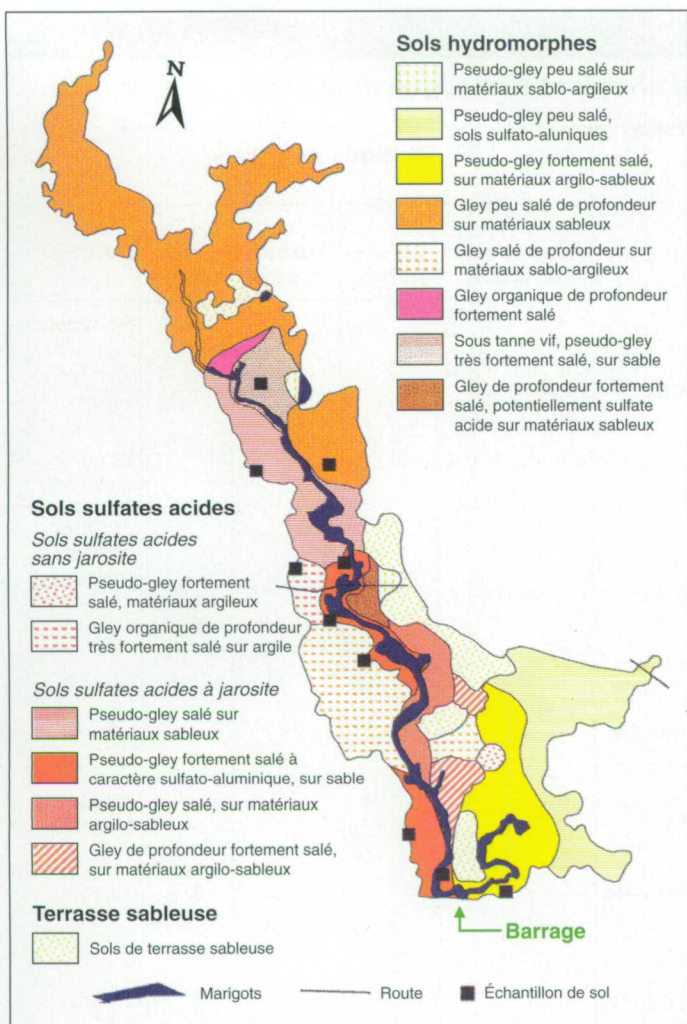 N
Sols hydromorphes
Pseudo-gley peu salé sur
matériaux sablo-argileux
Pseudo-gley peu salé,
sols sulfato-aluniques
Pseudo-gley fortement salé,
sur matériaux argilo-sableux
Gley peu salé de profondeur
sur matériaux sableux
Gley salé de profondeur sur
matériaux sablo-argileux
Gley organique de profondeur
fortement salé
Sous tanne vif, pseudo-gley
très fortement salé, sur sable
Gley de profondeur fortement
salé, potentiellement sulfate
acide sur matériaux sableux
Sols sulfates acides
Sols sulfates acides
sans jarosite
Pseudo-gley fortement
salé, matériaux argileux
Gley organique de profondeur
très fortement salé sur argile
Sols sulfates acides à jarosite
Pseudo-gley salé sur
matériaux sableux
Pseudo-gley fortement salé à
caractère sulfato-aluminique, sur sable
Pseudo-gley salé, sur matériaux
argilo-sableux
Gley de profondeur fortement salé,
sur matériaux argilo-sableux
Terrasse sableuse
Sols de terrasse sableuse
Barrage
Marigots
Route
Échantillon de sol